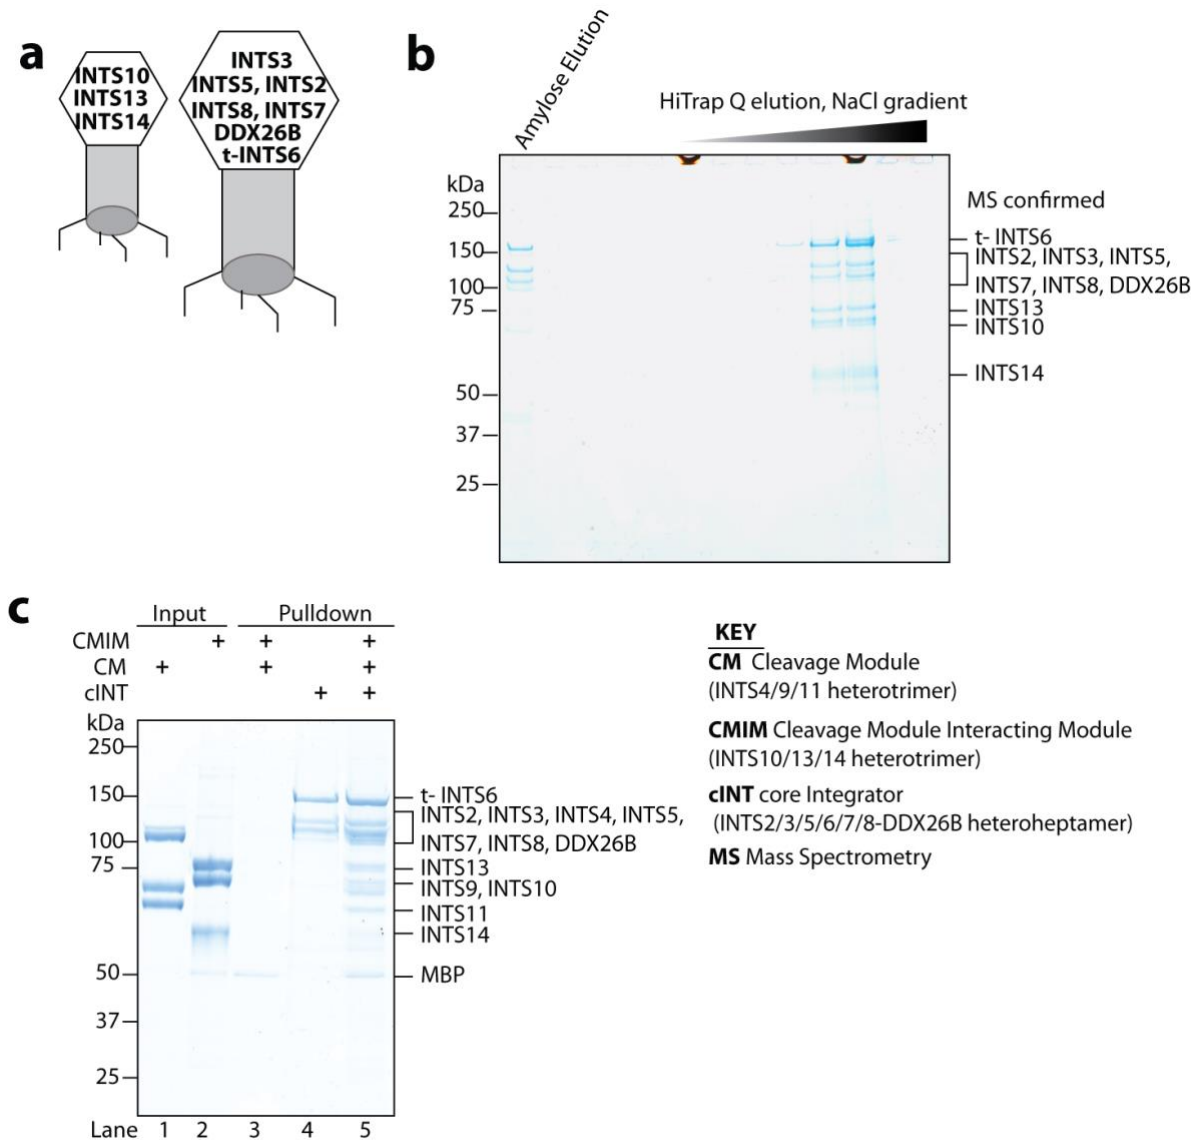 a
INTS10
INTS13
INTS14
INTS3
INTS5, INTS2
INTS8, INTS7
DDX26B
t-INTS6
b
Amylose Elution
HiTrap Q elution, NaCl gradient
kDa
250
150
100
75
50
37
25
MS confirmed
t- INTS6
INTS2, INTS3, INTS5,
INTS7, INTS8, DDX26B
INTS13
INTS10
INTS14
c
Input Pulldown
CMIM + + +
CM + + +
cINT + +
kDa
250
150
100
75
50
37
25
t- INTS6
INTS2, INTS3, INTS4, INTS5,
INTS7, INTS8, DDX26B
INTS13
INTS9, INTS10
INTS11
INTS14
MBP
Lane 1 2 3 4 5
KEY
CM Cleavage Module
(INTS4/9/11 heterotrimer)
CMIM Cleavage Module Interacting Module
(INTS10/13/14 heterotrimer)
cINT core Integrator
(INTS2/3/5/6/7/8-DDX26B heteroheptamer)
MS Mass Spectrometry